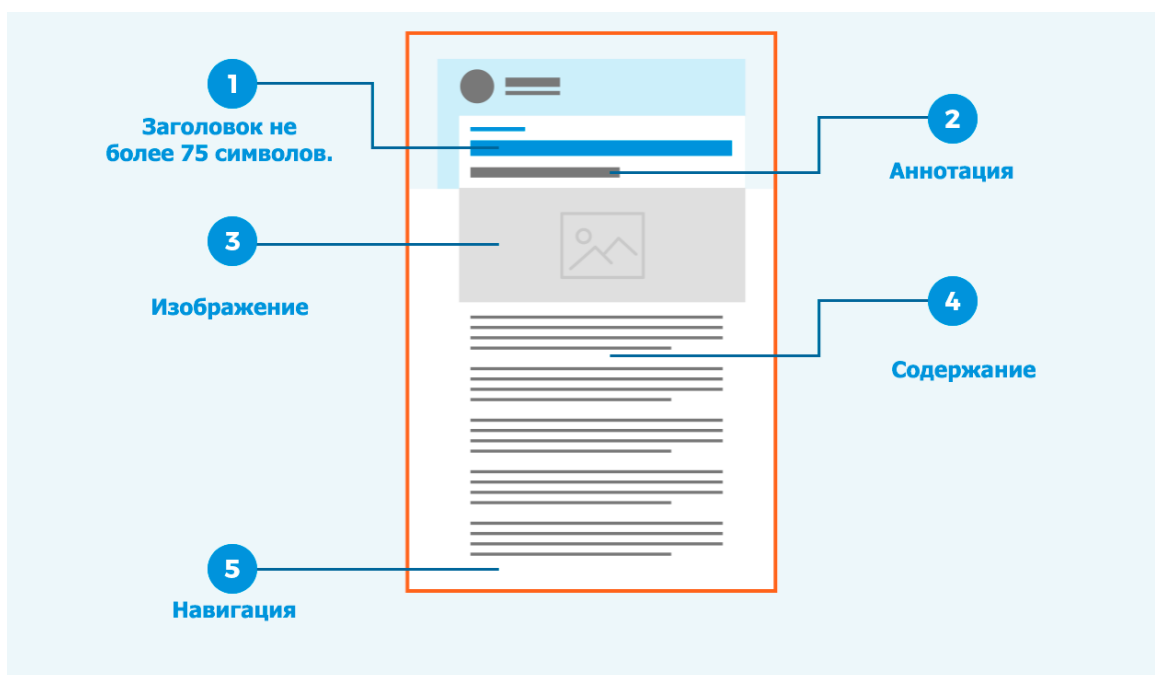 1
Заголовок не
более 75 символов.
2
Аннотация
3
Изображение
4
Содержание
5
Навигация